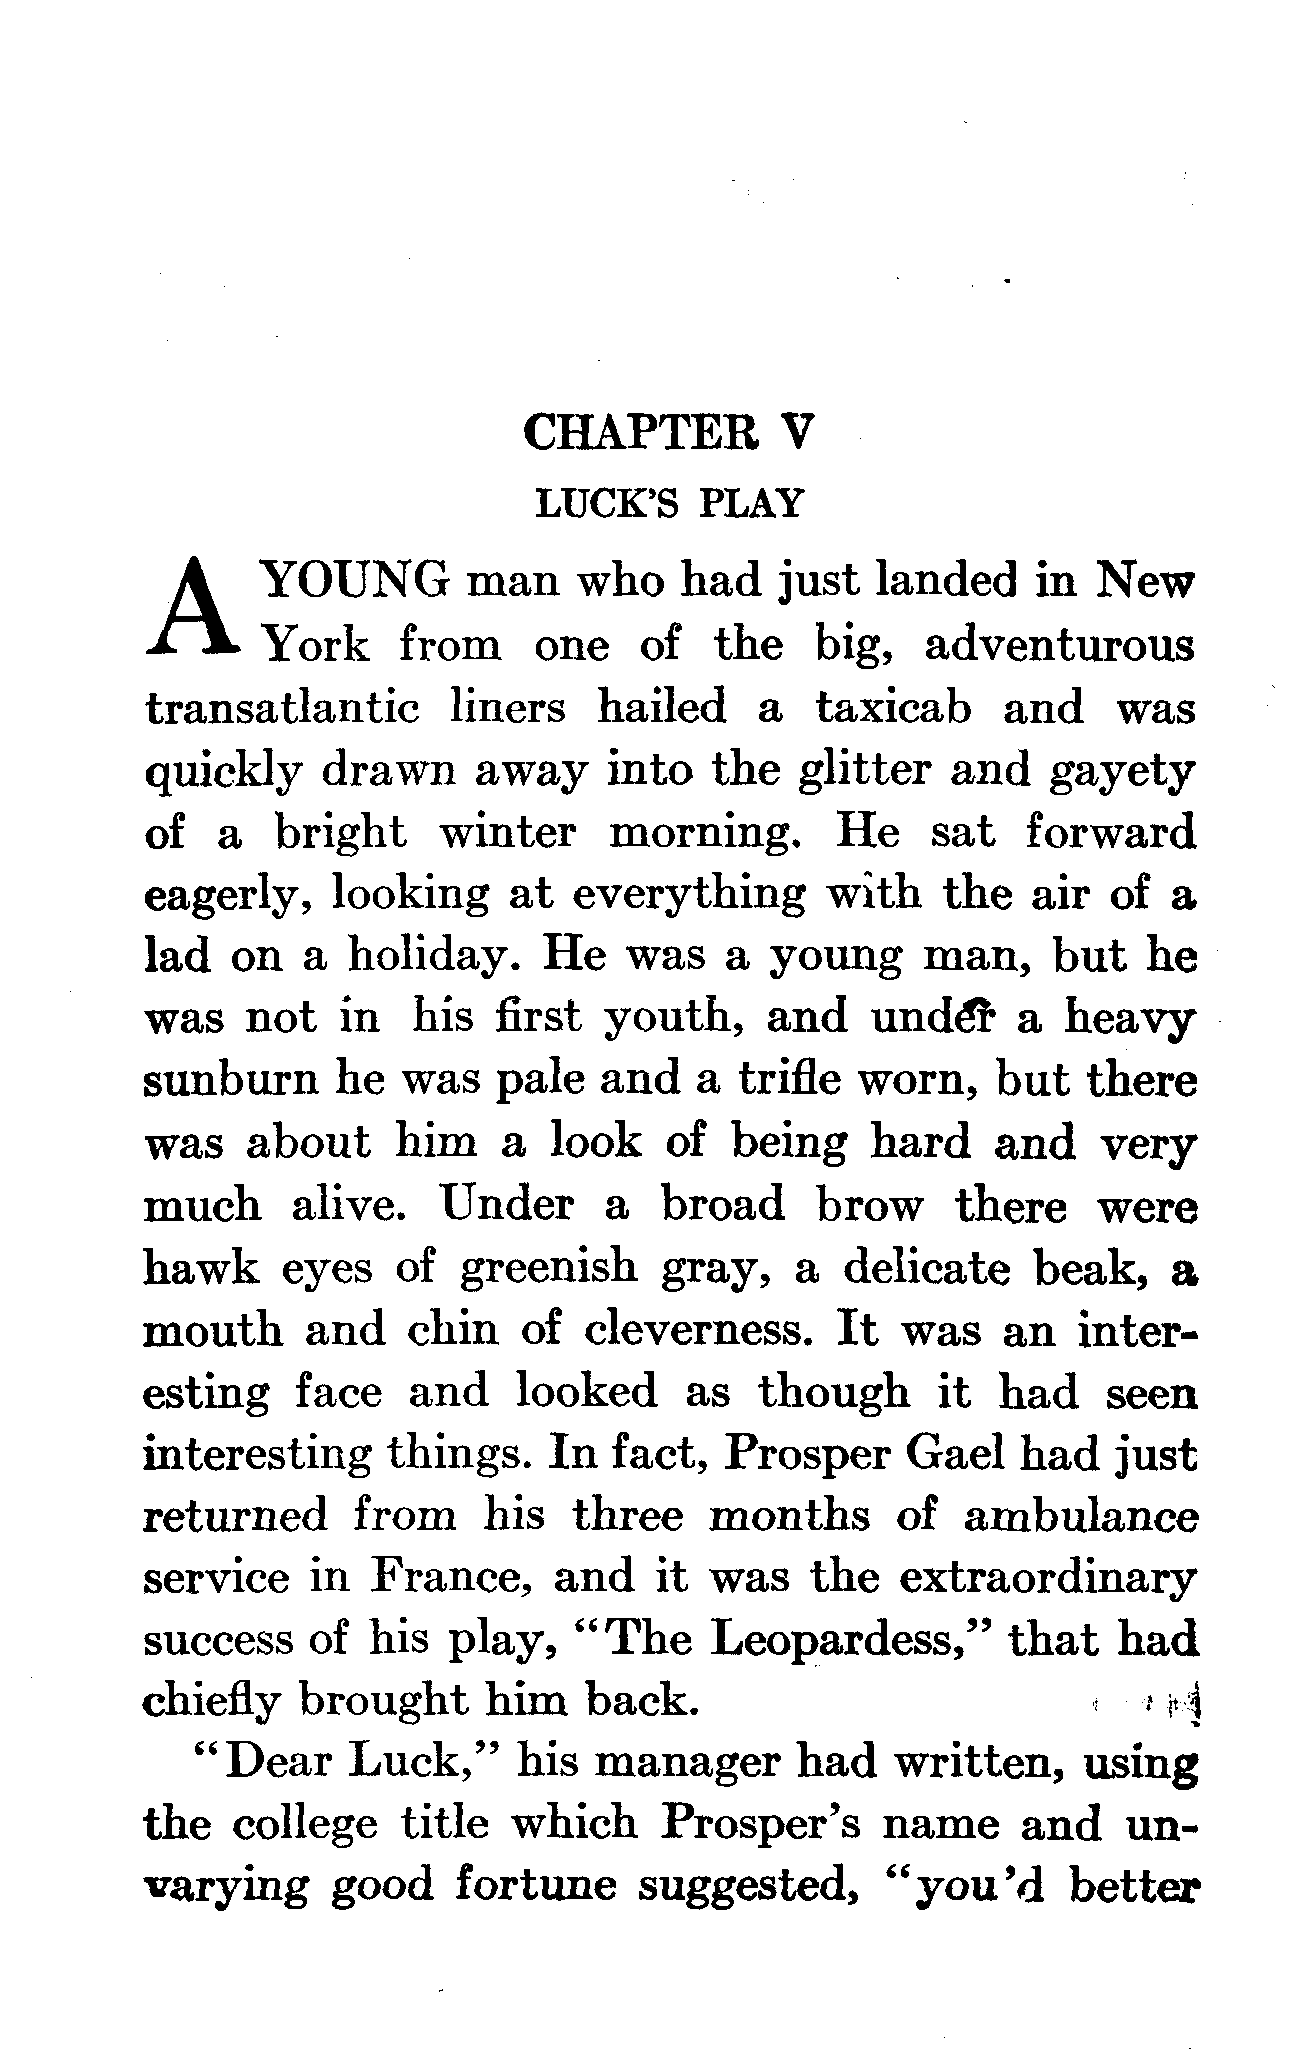 CHAPTER V
LUCK'S PLAY
A YOUNG man who had just landed in New
York from one of the big, adventurous
transatlantic liners hailed a taxicab and was
quickly drawn away into the glitter and gayety
of a bright winter morning. He sat forward
eagerly, looking at everything with the air of a
lad on a holiday. He was a young man, but he
was not in his first youth, and under a heavy
sunburn he was pale and a trifle worn, but there
was about him a look of being hard and very
much alive. Under a broad brow there were
hawk eyes of greenish gray, a delicate beak, a
mouth and chin of cleverness. It was an inter-
esting face and looked as though it had seen
interesting things. In fact, Prosper Gael had just
returned from his three months of ambulance
service in France, and it was the extraordinary
success of his play, "The Leopardess," that had
chiefly brought him back.
"Dear Luck," his manager had written, using
the college title which Prosper's name and un-
varying good fortune suggested, "you'd better